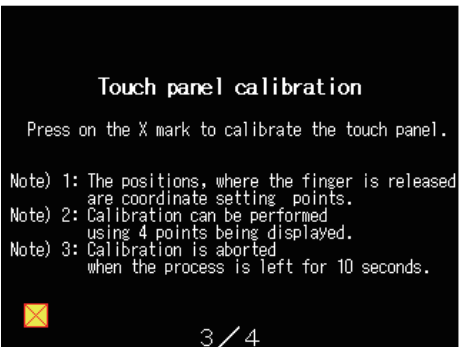 Touch panel calibration
Press on the X mark to calibrate the touch panel.
Note) 1: The positions, where the finger is released
are coordinate setting points.
Note) 2: Calibration can be performed
using 4 points being displayed.
Note) 3: Calibration is aborted
when the process is left for 10 seconds.
3/4